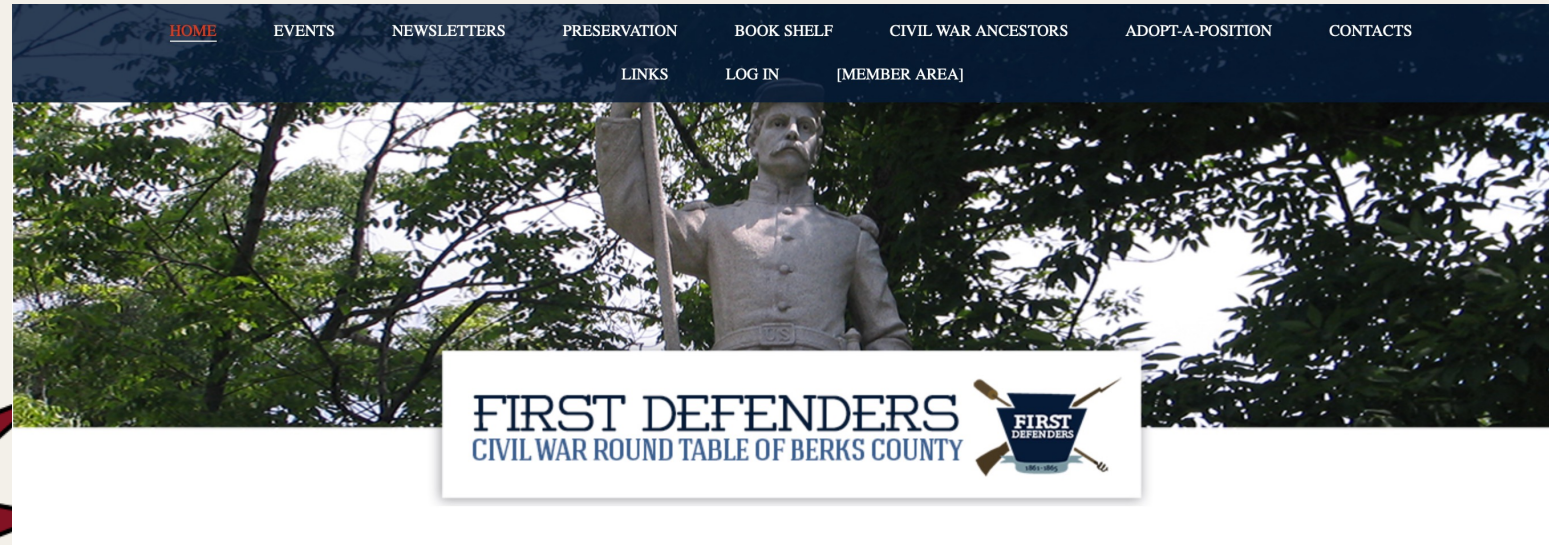 HOME EVENTS NEWSLETTERS PRESERVATION BOOK SHELF CIVIL WAR ANCESTORS ADOPT-A-POSITION CONTACTS
LINKS LOG IN [MEMBER AREA]
US
FIRST DEFENDERS
CIVIL WAR ROUND TABLE OF BERKS COUNTY
FIRST
DEFENDERS
1861-1865